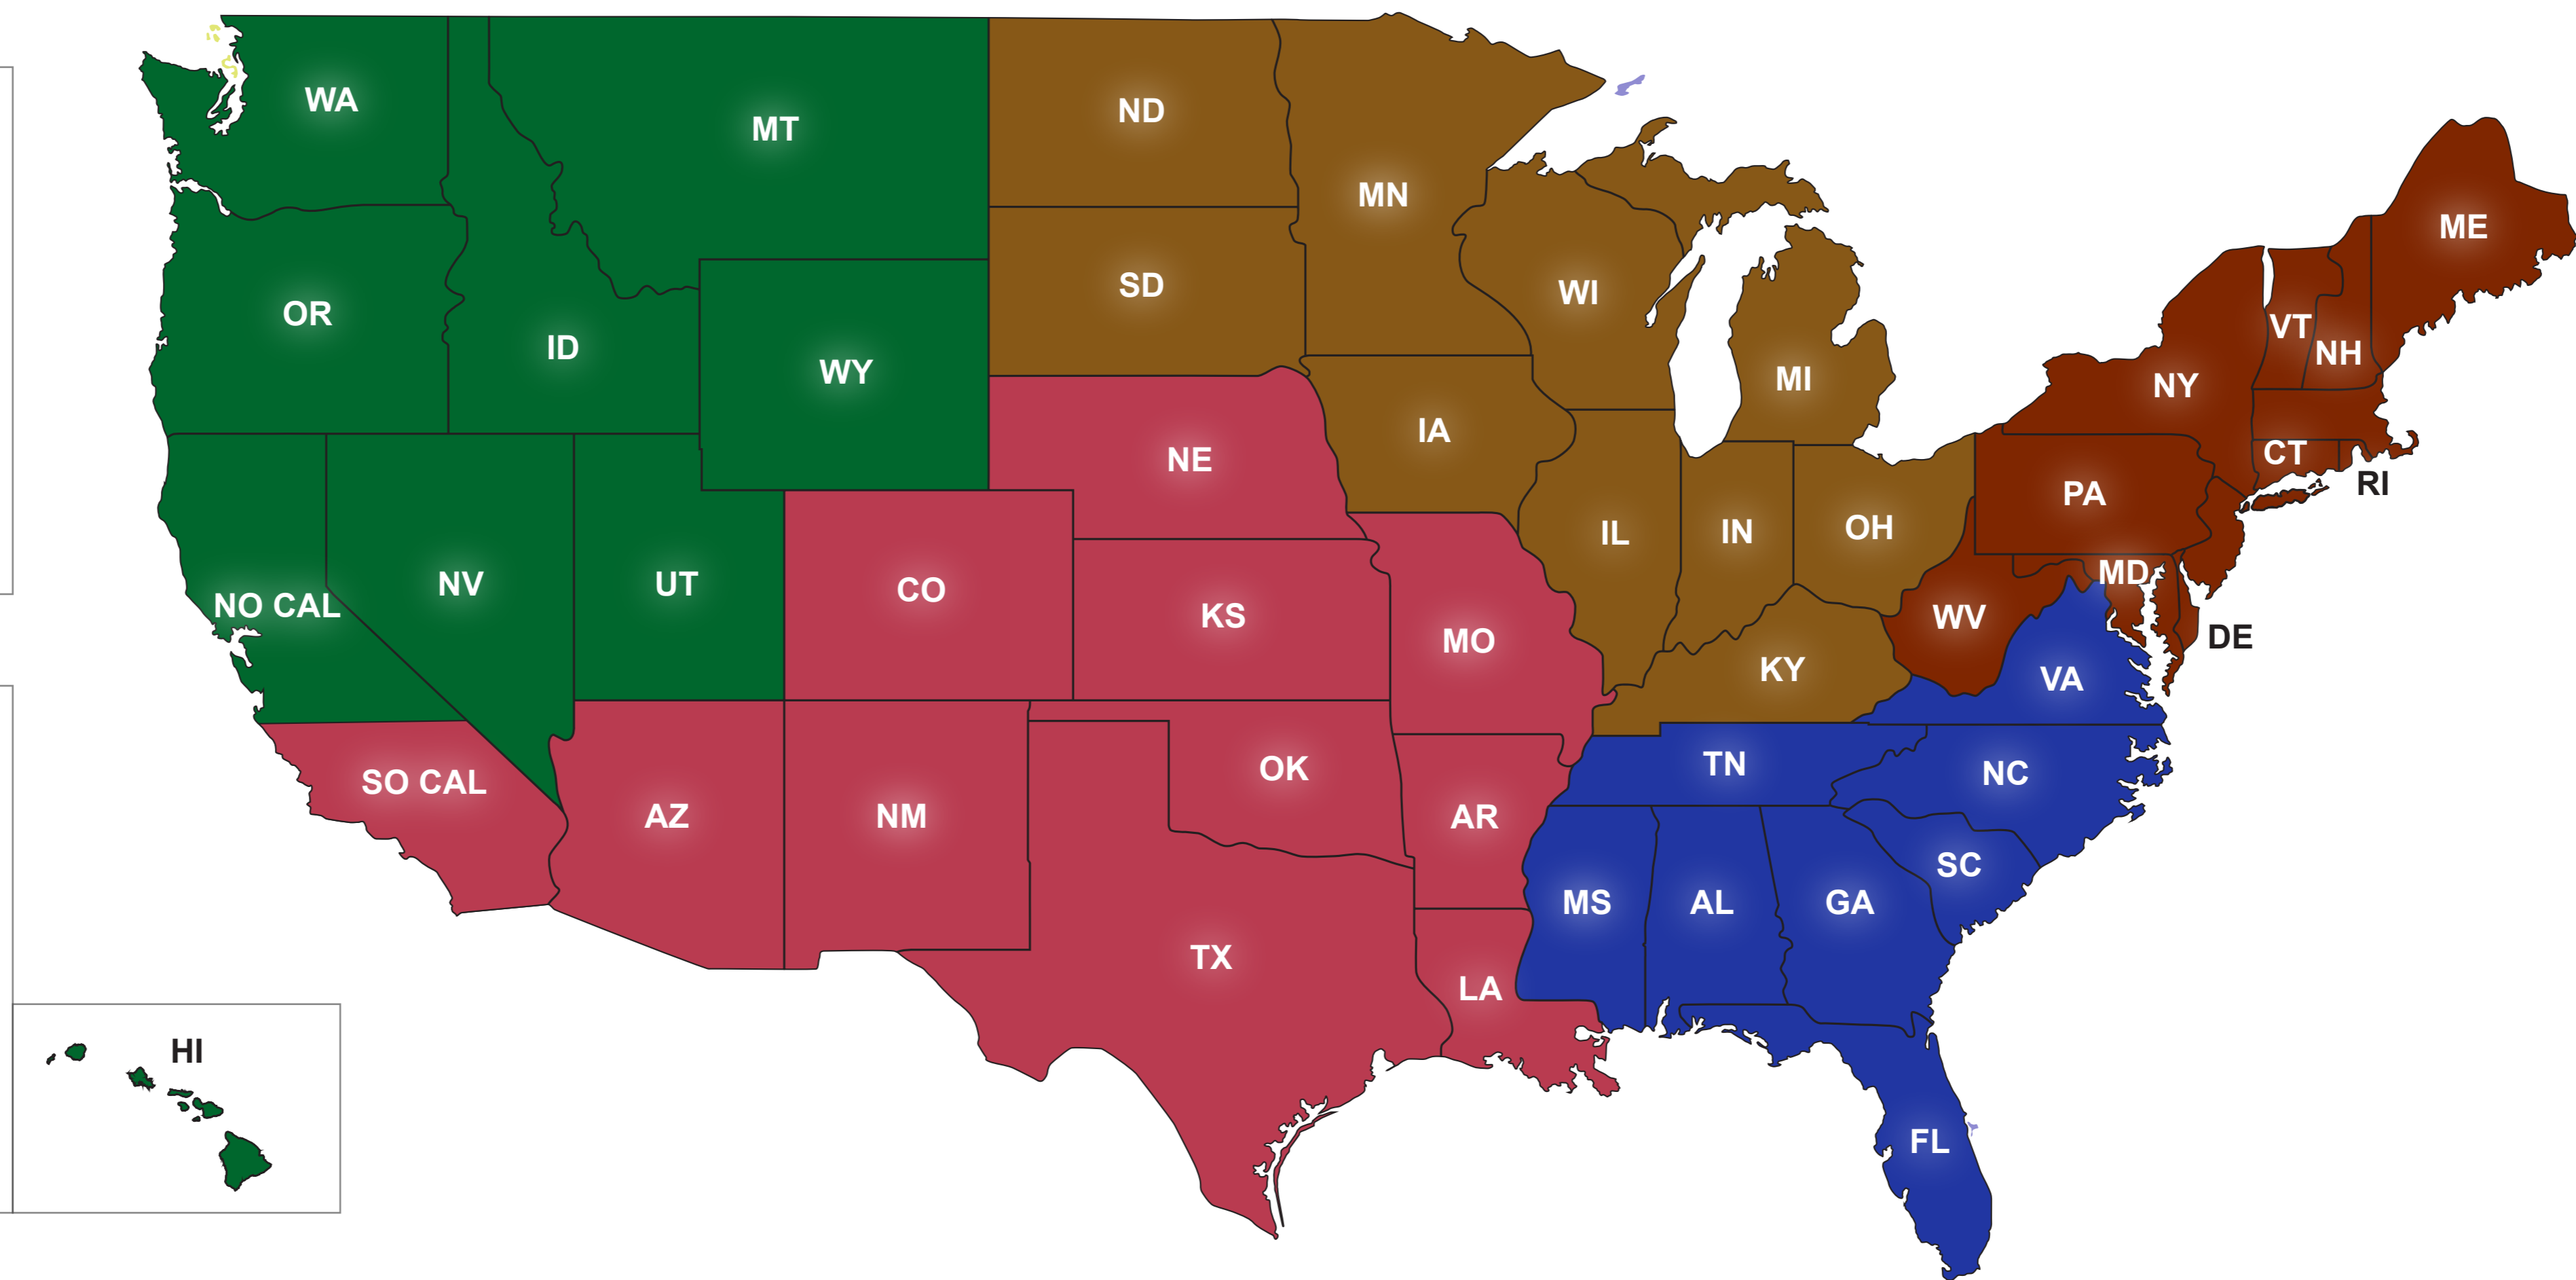 WA
MT
ND
MN
ME
OR
ID
WY
SD
WI
MI
VT
NH
NY
IA
NE
CT
RI
PA
NO CAL
NV
UT
CO
KS
MO
IL
IN
OH
MD
WV
DE
KY
VA
SO CAL
AZ
NM
OK
AR
TN
NC
SC
TX
LA
MS
AL
GA
HI
FL